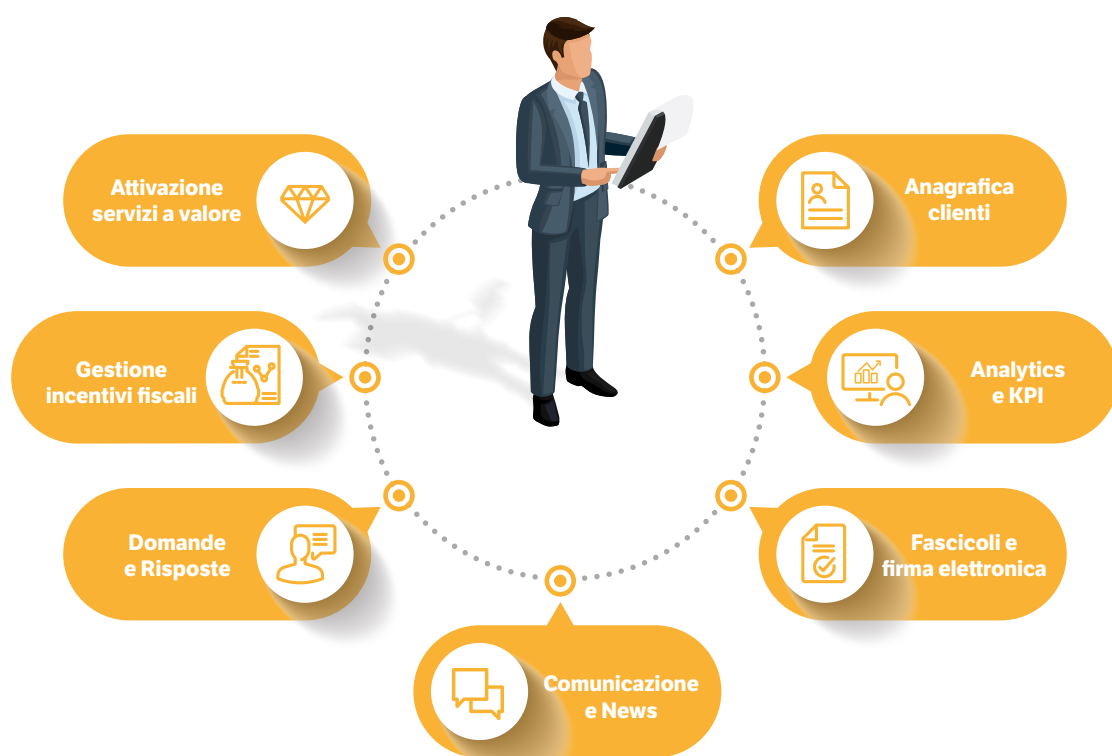 Attivazione
servizi a valore
Anagrafica
clienti
Gestione
incentivi fiscali
Analytics
e KPI
Domande
e Risposte
Fascicoli e
firma elettronica
Comunicazione
e News